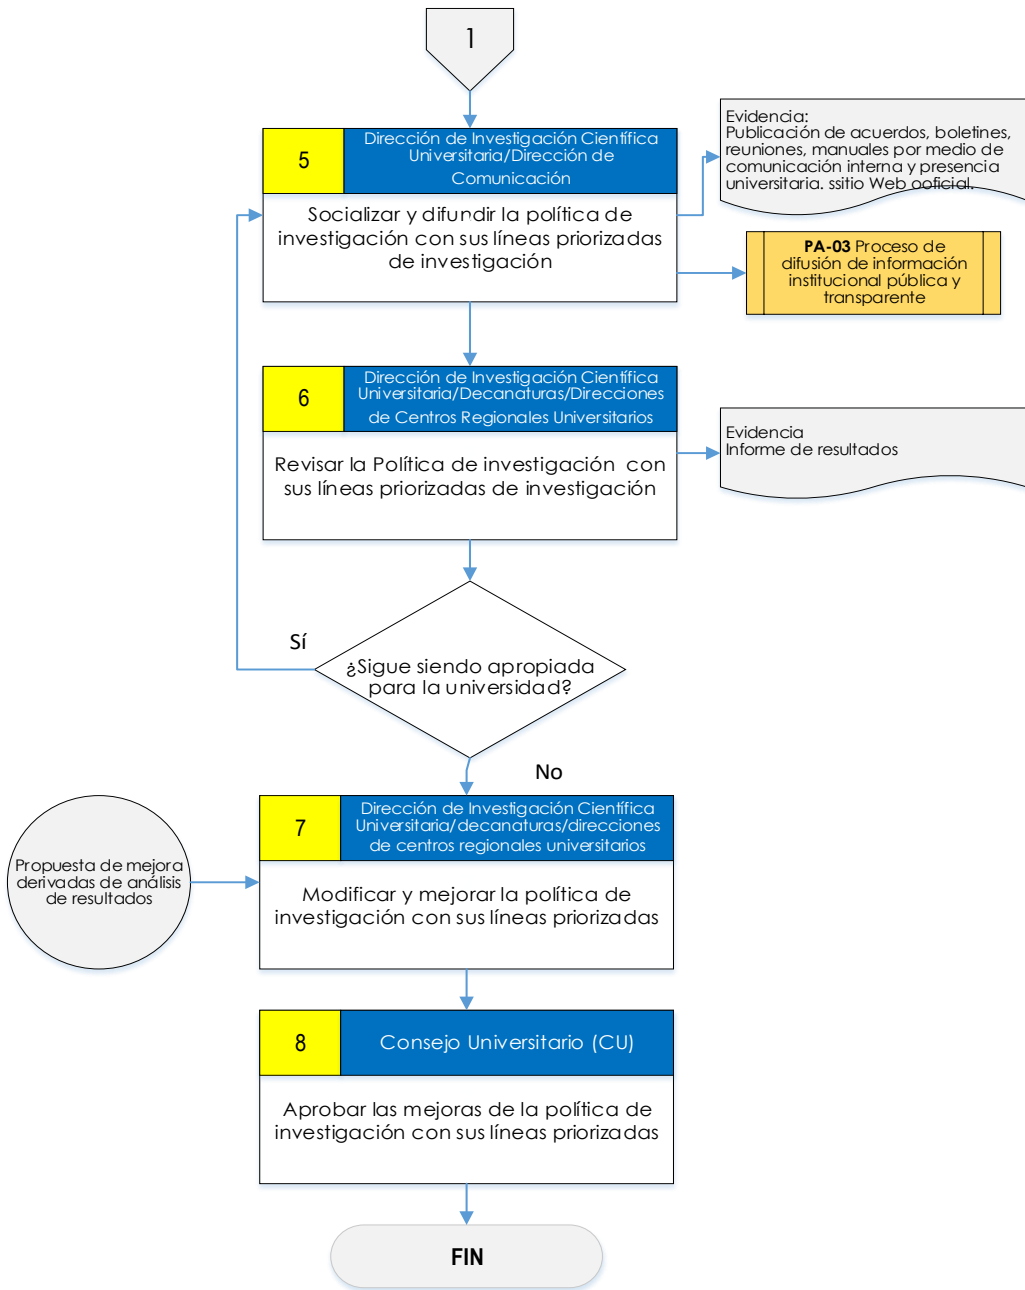 1
5
Dirección de Investigación Científica
Universitaria/Dirección de
Comunicación
Socializar y difundir la política de
investigación con sus líneas priorizadas
de investigación
Evidencia:
Publicación de acuerdos, boletines,
reuniones, manuales por medio de
comunicación interna y presencia
universitaria. ssitio Web ooficial.
PA-03 Proceso de
difusión de información
institucional pública y
transparente
6
Dirección de Investigación Científica
Universitaria/Decanaturas/Direcciones
de Centros Regionales Universitarios
Revisar la Política de investigación con
sus líneas priorizadas de investigación
Evidencia
Informe de resultados
Sí
¿Sigue siendo apropiada
para la universidad?
No
7
Dirección de Investigación Científica
Universitaria/decanaturas/direcciones
de centros regionales universitarios
Propuesta de mejora
derivadas de análisis
de resultados
Modificar y mejorar la política de
investigación con sus líneas priorizadas
8
Consejo Universitario (CU)
Aprobar las mejoras de la política de
investigación con sus líneas priorizadas
FIN